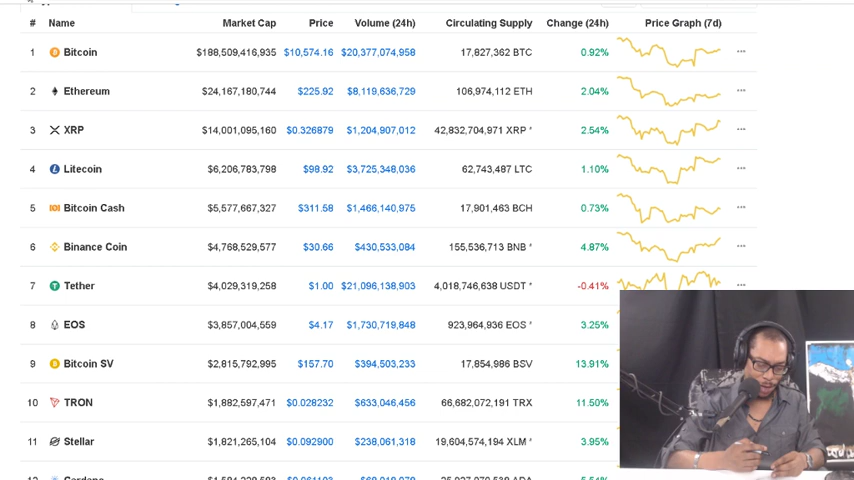 # Name Market Cap Price Volume (24h) Circulating Supply Change (24h) Price Graph (7d)
1 Bitcoin $188,509,416,935 $10,574.16 $20,377,074,958 17,827,362 BTC 0.92% ...
2 Ethereum $24,167,180,744 $225.92 $8,119,636,729 106,974,112 ETH 2.04% ...
3 XRP $14,001,095,160 $0.326879 $1,204,907,012 42,832,704,971 XRP * 2.54% ...
4 Litecoin $6,206,783,798 $98.92 $3,725,348,036 62,743,487 LTC 1.10% ...
5 Bitcoin Cash $5,577,667,327 $311.58 $1,466,140,975 17,901,463 BCH 0.73% ...
6 Binance Coin $4,768,529,577 $30.66 $430,533,084 155,536,713 BNB * 4.87% ...
7 Tether $4,029,319,258 $1.00 $21,096,138,903 4,018,746,638 USDT * -0.41% ...
8 EOS $3,857,004,559 $4.17 $1,730,719,848 923,964,936 EOS * 3.25%
9 Bitcoin SV $2,815,792,995 $157.70 $394,503,233 17,854,986 BSV 13.91%
10 TRON $1,882,597,471 $0.028232 $633,046,456 66,682,072,191 TRX 11.50%
11 Stellar $1,821,265,104 $0.092900 $238,061,318 19,604,574,194 XLM * 3.95%